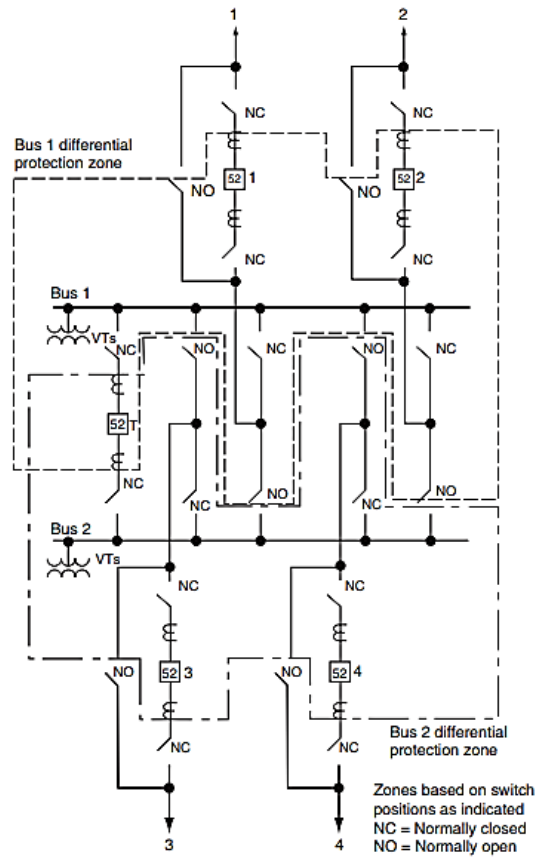 1 2
NC NC
Bus 1 differential
protection zone
NO 52 1 NO 52 2
NC NC
Bus 1
VTs NC NO NC NO NC
52 T
NC NC NO NC NO
Bus 2
VTs NC NC
NO 52 3 NO 52 4
Bus 2 differential
protection zone
NC NC
Zones based on switch
positions as indicated
NC = Normally closed
NO = Normally open
3 4